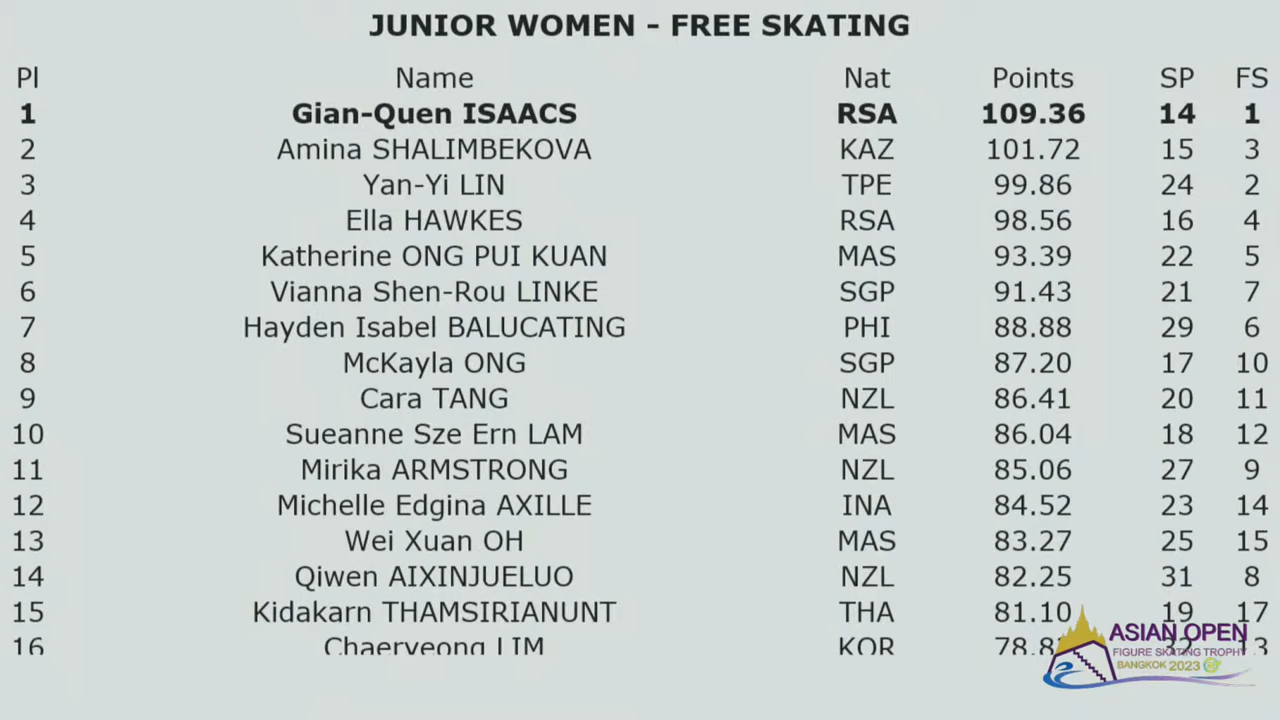 JUNIOR WOMEN - FREE SKATING
Pl Name Nat Points SP FS
1 Gian-Quen ISAACS RSA 109.36 14 1
2 Amina SHALIMBEKOVA KAZ 101.72 15 3
3 Yan-Yi LIN TPE 99.86 24 2
4 Ella HAWKES RSA 98.56 16 4
5 Katherine ONG PUI KUAN MAS 93.39 22 5
6 Vianna Shen-Rou LINKE SGP 91.43 21 7
7 Hayden Isabel BALUCATING PHI 88.88 29 6
8 McKayla ONG SGP 87.20 17 10
9 Cara TANG NZL 86.41 20 11
10 Sueanne Sze Ern LAM MAS 86.04 18 12
11 Mirika ARMSTRONG NZL 85.06 27 9
12 Michelle Edgina AXILLE INA 84.52 23 14
13 Wei Xuan OH MAS 83.27 25 15
14 Qiwen AIXINJUELUO NZL 82.25 31 8
15 Kidakarn THAMSIRIANUNT THA 81.10 19 17
16 Chaeryeong LIM KOR
ASIAN OPEN
FIGURE SKATING TROPHY
BANGKOK 2023